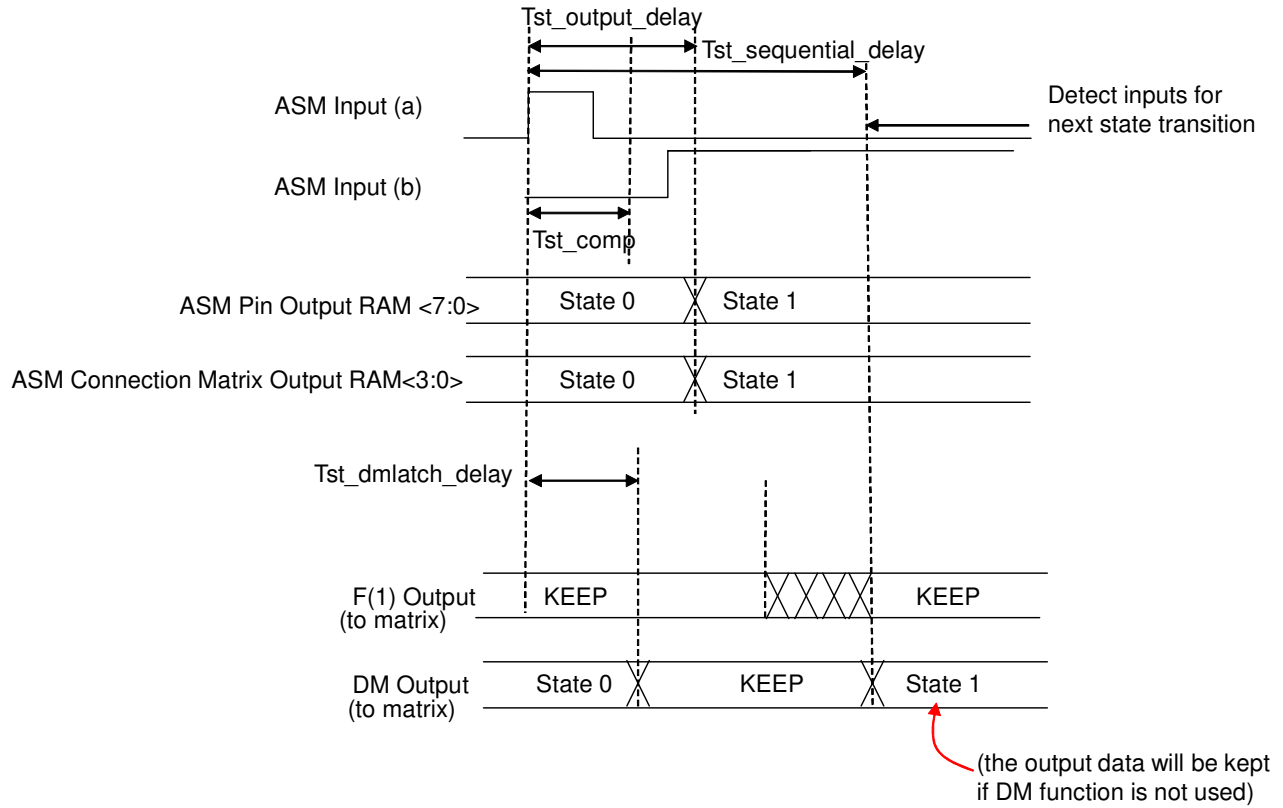 Tst_output_delay
Tst_sequential_delay
ASM Input (a)
Detect inputs for
next state transition
ASM Input (b)
Tst_comp
ASM Pin Output RAM <7:0>
State 0
State 1
ASM Connection Matrix Output RAM<3:0>
State 0
State 1
Tst_dmlatch_delay
F(1) Output
(to matrix)
KEEP
KEEP
DM Output
(to matrix)
State 0
KEEP
State 1
(the output data will be kept
if DM function is not used)